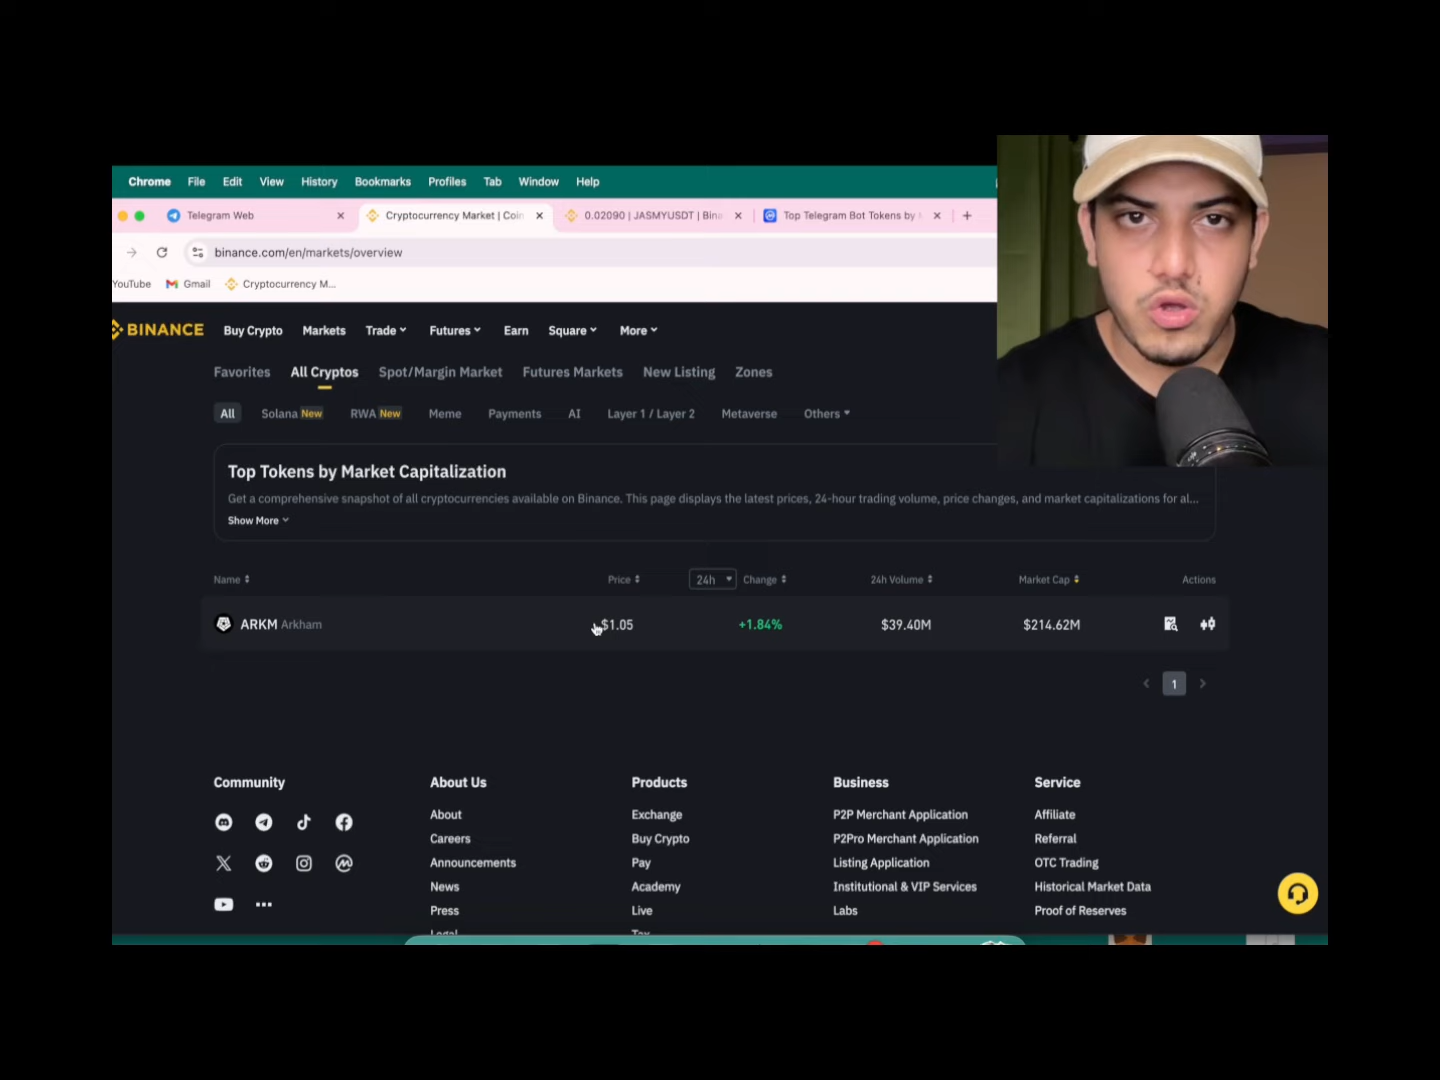 Chrome File Edit View History Bookmarks Profiles Tab Window Help
Telegram Web
Cryptocurrency Market | Coin
0.02090 | JASMYUSDT | Bin
Top Telegram Bot Tokens by
binance.com/en/markets/overview
YouTube Gmail Cryptocurrency M...
BINANCE Buy Crypto Markets Trade Futures Earn Square More
Favorites All Cryptos Spot/Margin Market Futures Markets New Listing Zones
All Solana New RWA New Meme Payments AI Layer 1 / Layer 2 Metaverse Others
Top Tokens by Market Capitalization
Get a comprehensive snapshot of all cryptocurrencies available on Binance. This page displays the latest prices, 24-hour trading volume, price changes, and market capitalizations for al...
Show More
Name Price 24h Change 24h Volume Market Cap Actions
ARKM Arkham $1.05 +1.84% $39.40M $214.62M
1
Community About Us Products Business Service
About Exchange P2P Merchant Application Affiliate
Careers Buy Crypto P2Pro Merchant Application Referral
Announcements Pay Listing Application OTC Trading
News Academy Institutional & VIP Services Historical Market Data
Press Live Labs Proof of Reserves
Legal Tax